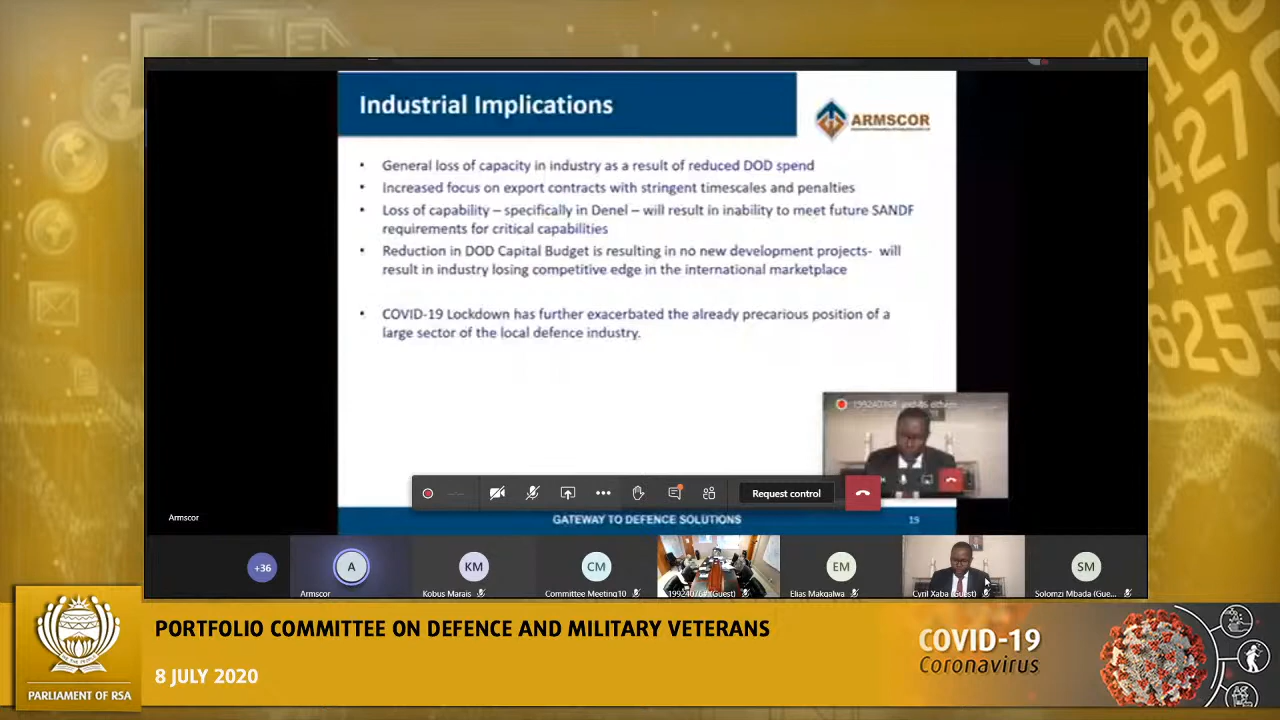 Industrial Implications
ARMSCOR
• General loss of capacity in industry as a result of reduced DOD spend
• Increased focus on export contracts with stringent timescales and penalties
• Loss of capability – specifically in Denel – will result in inability to meet future SANDF
requirements for critical capabilities
• Reduction in DOD Capital Budget is resulting in no new development projects- will
result in industry losing competitive edge in the international marketplace
• COVID-19 Lockdown has further exacerbated the already precarious position of a
large sector of the local defence industry.
Request control
Armscor
GATEWAY TO DEFENCE SOLUTIONS
19
+36
A
KM
CM
EM
SM
Armscor
Kobus Marais
Committee Meeting10
(Guest)
Elias Makgalwa
Cyril Xaba (Guest)
Solomzi Mbada (Gue...
PORTFOLIO COMMITTEE ON DEFENCE AND MILITARY VETERANS
8 JULY 2020
PARLIAMENT OF RSA
COVID-19
Coronavirus